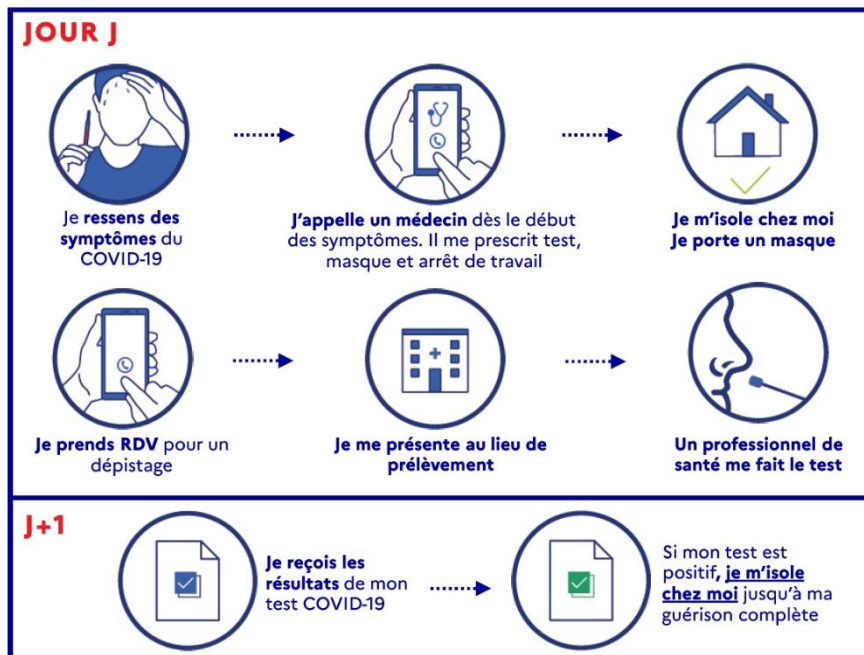 JOUR J
Je ressens des
symptômes du
COVID-19
J'appelle un médecin dès le début
des symptômes. Il me prescrit test,
masque et arrêt de travail
Je m'isole chez moi
Je porte un masque
Je prends RDV pour un
dépistage
Je me présente au lieu de
prélèvement
Un professionnel de
santé me fait le test
J+1
Je reçois les
résultats de mon
test COVID-19
Si mon test est
positif, je m'isole
chez moi jusqu'à ma
guérison complète